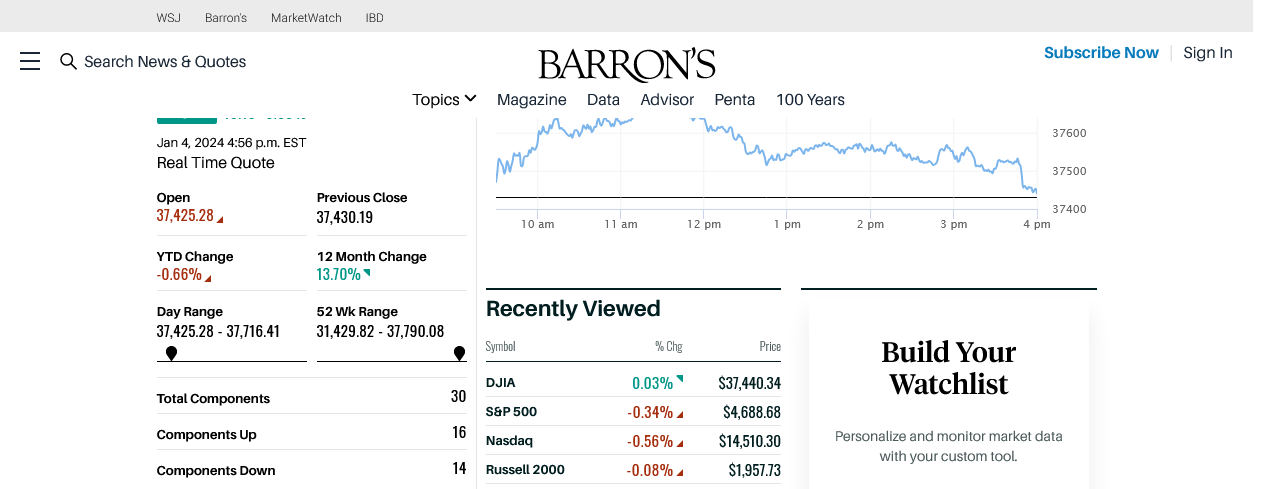 WSJ Barron's MarketWatch IBD
Search News & Quotes
BARRON'S
Subscribe Now | Sign In
Topics Magazine Data Advisor Penta 100 Years
Jan 4, 2024 4:56 p.m. EST
Real Time Quote
Open Previous Close
37,425.28 37,430.19
YTD Change 12 Month Change
-0.66% 13.70%
Day Range 52 Wk Range
37,425.28 - 37,716.41 31,429.82 - 37,790.08
Total Components 30
Components Up 16
Components Down 14
37600
37500
37400
10 am 11 am 12 pm 1 pm 2 pm 3 pm 4 pm
Recently Viewed
Symbol % Chg Price
DJIA 0.03% $37,440.34
S&P 500 -0.34% $4,688.68
Nasdaq -0.56% $14,510.30
Russell 2000 -0.08% $1,957.73
Build Your
Watchlist
Personalize and monitor market data
with your custom tool.